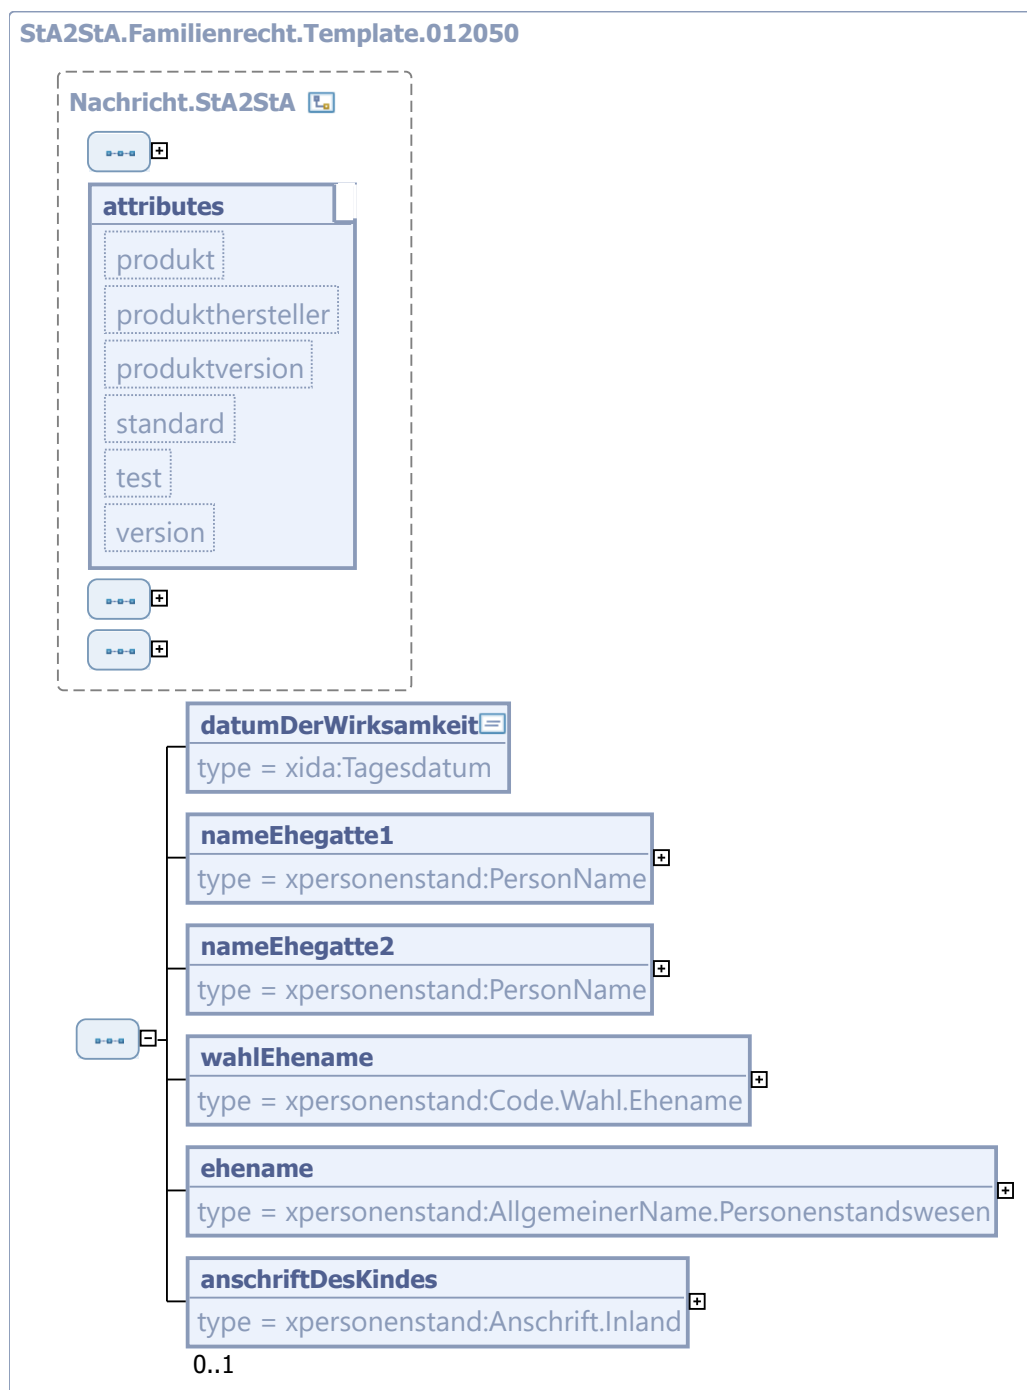 StA2StA.Familienrecht.Template.012050
Nachricht.StA2StA
attributes
produkt
produkthersteller
produktversion
standard
test
version
datumDerWirksamkeit
type = xida:Tagesdatum
nameEhegatte1
type = xpersonenstand:PersonName
nameEhegatte2
type = xpersonenstand:PersonName
wahlEhename
type = xpersonenstand:Code.Wahl.Ehename
ehename
type = xpersonenstand:AllgemeinerName.Personenstandswesen
anschriftDesKindes
type = xpersonenstand:Anschrift.Inland
0..1